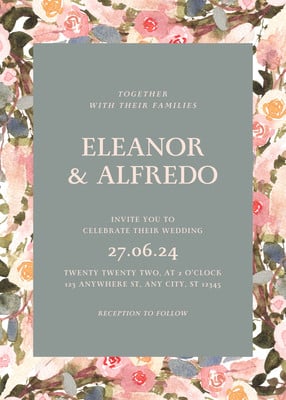 TOGETHER
WITH THEIR FAMILIES
ELEANOR
& ALFREDO
INVITE YOU TO
CELEBRATE THEIR WEDDING
27.06.24
TWENTY TWENTY TWO, AT 2 O'CLOCK
123 ANYWHERE ST, ANY CITY, ST 12345
RECEPTION TO FOLLOW